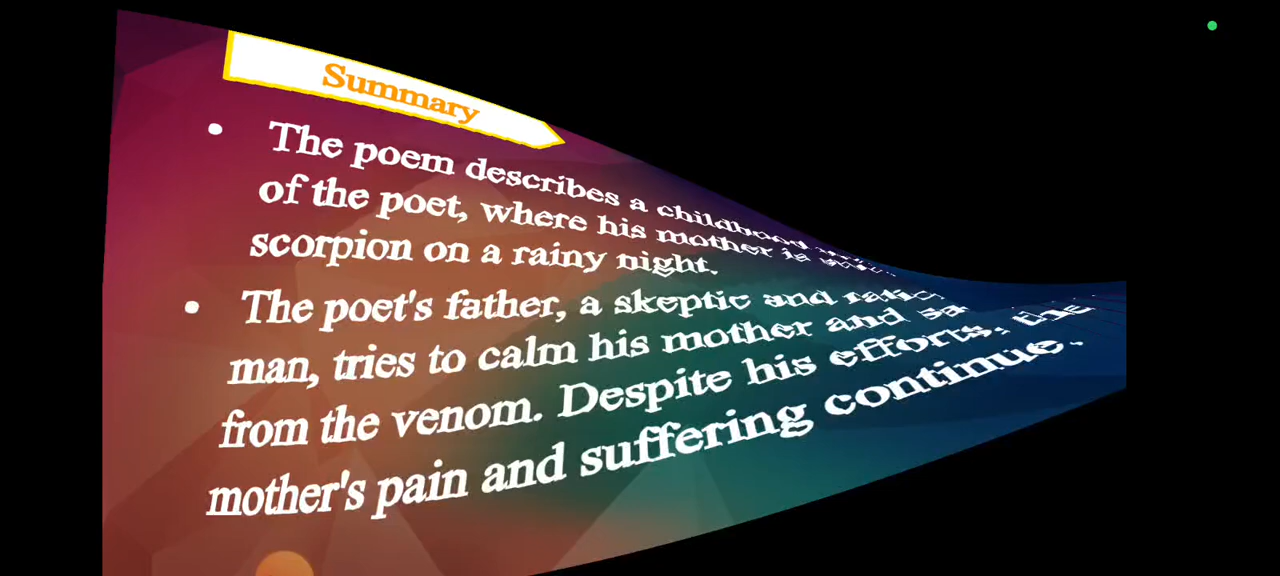 Summary
• The poem describes a childhood
of the poet, where his mother is
scorpion on a rainy night.
• The poet's father, a skeptic and
man, tries to calm his mother and
from the venom. Despite his efforts, the
mother's pain and suffering continue.